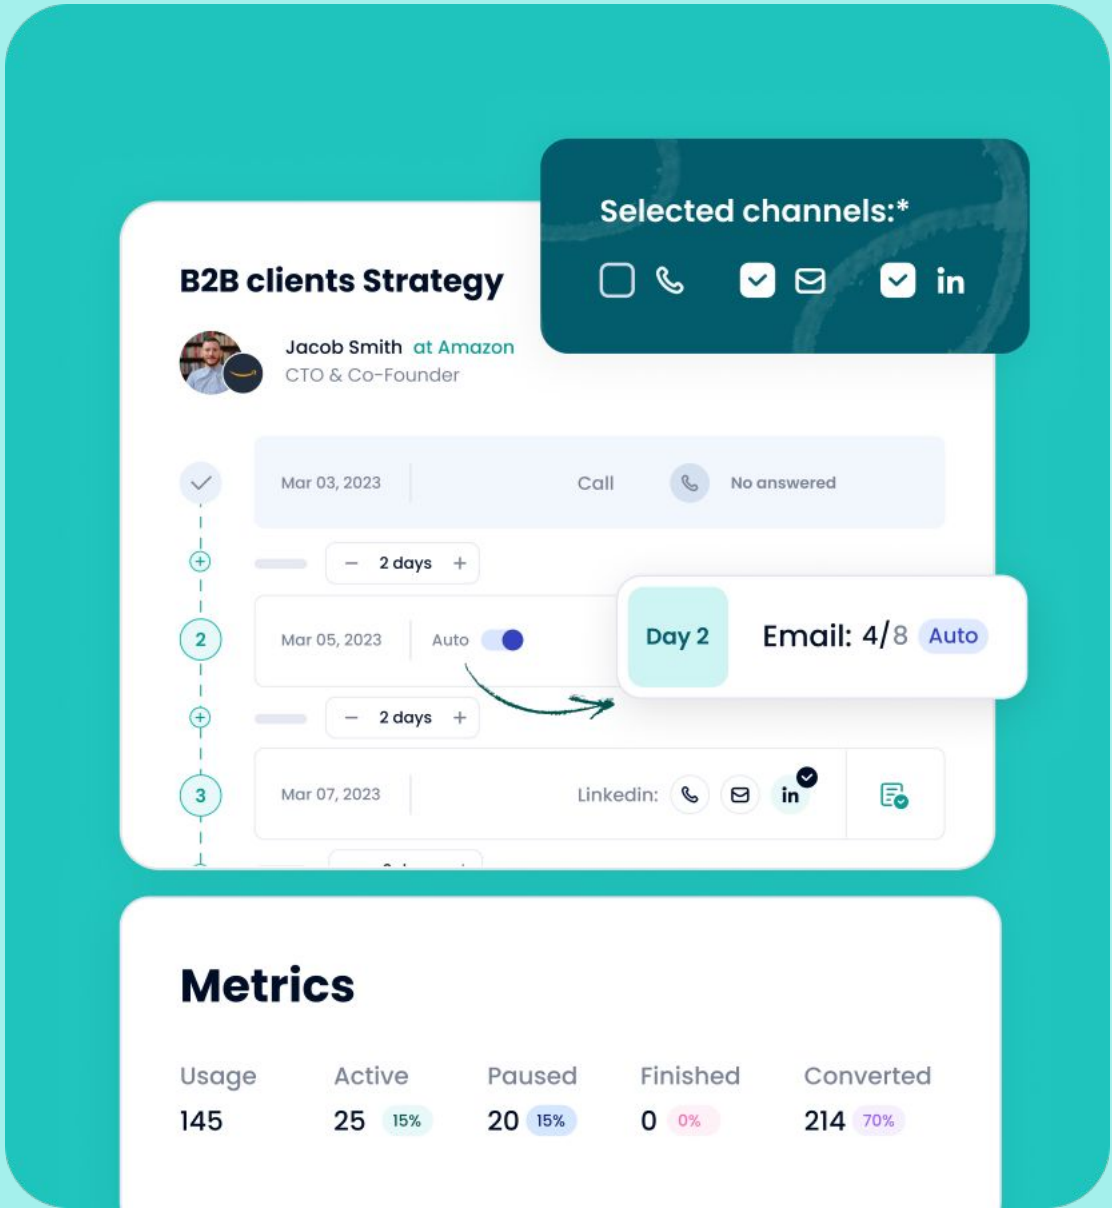 Selected channels:*
in
B2B clients Strategy
Jacob Smith at Amazon
CTO & Co-Founder
Mar 03, 2023 Call No answered
− 2 days +
2 Mar 05, 2023 Auto
Day 2 Email: 4/8 Auto
− 2 days +
3 Mar 07, 2023 Linkedin: in
Metrics
Usage Active Paused Finished Converted
145 25 15% 20 15% 0 0% 214 70%